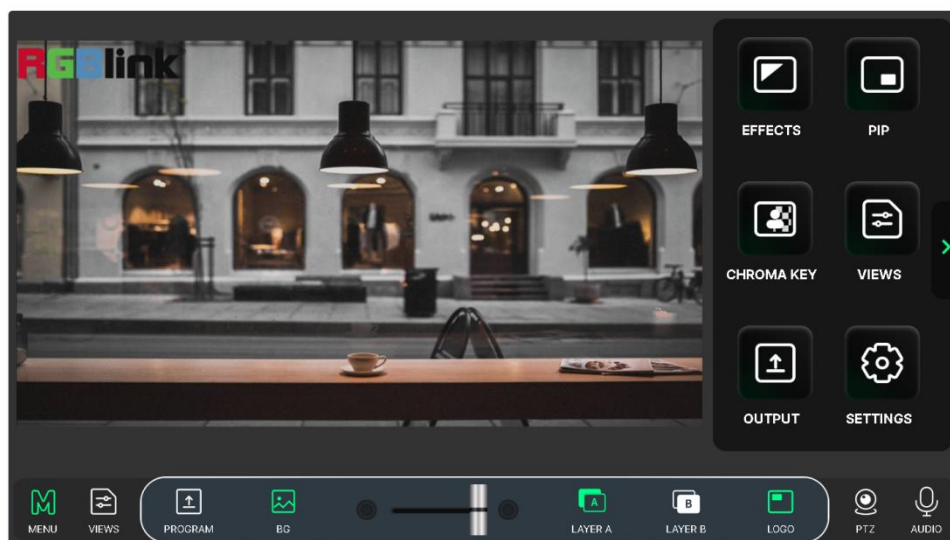 RGBlink
EFFECTS
PIP
CHROMA KEY
VIEWS
OUTPUT
SETTINGS
M
MENU
VIEWS
PROGRAM
BG
A
LAYER A
B
LAYER B
LOGO
PTZ
AUDIO